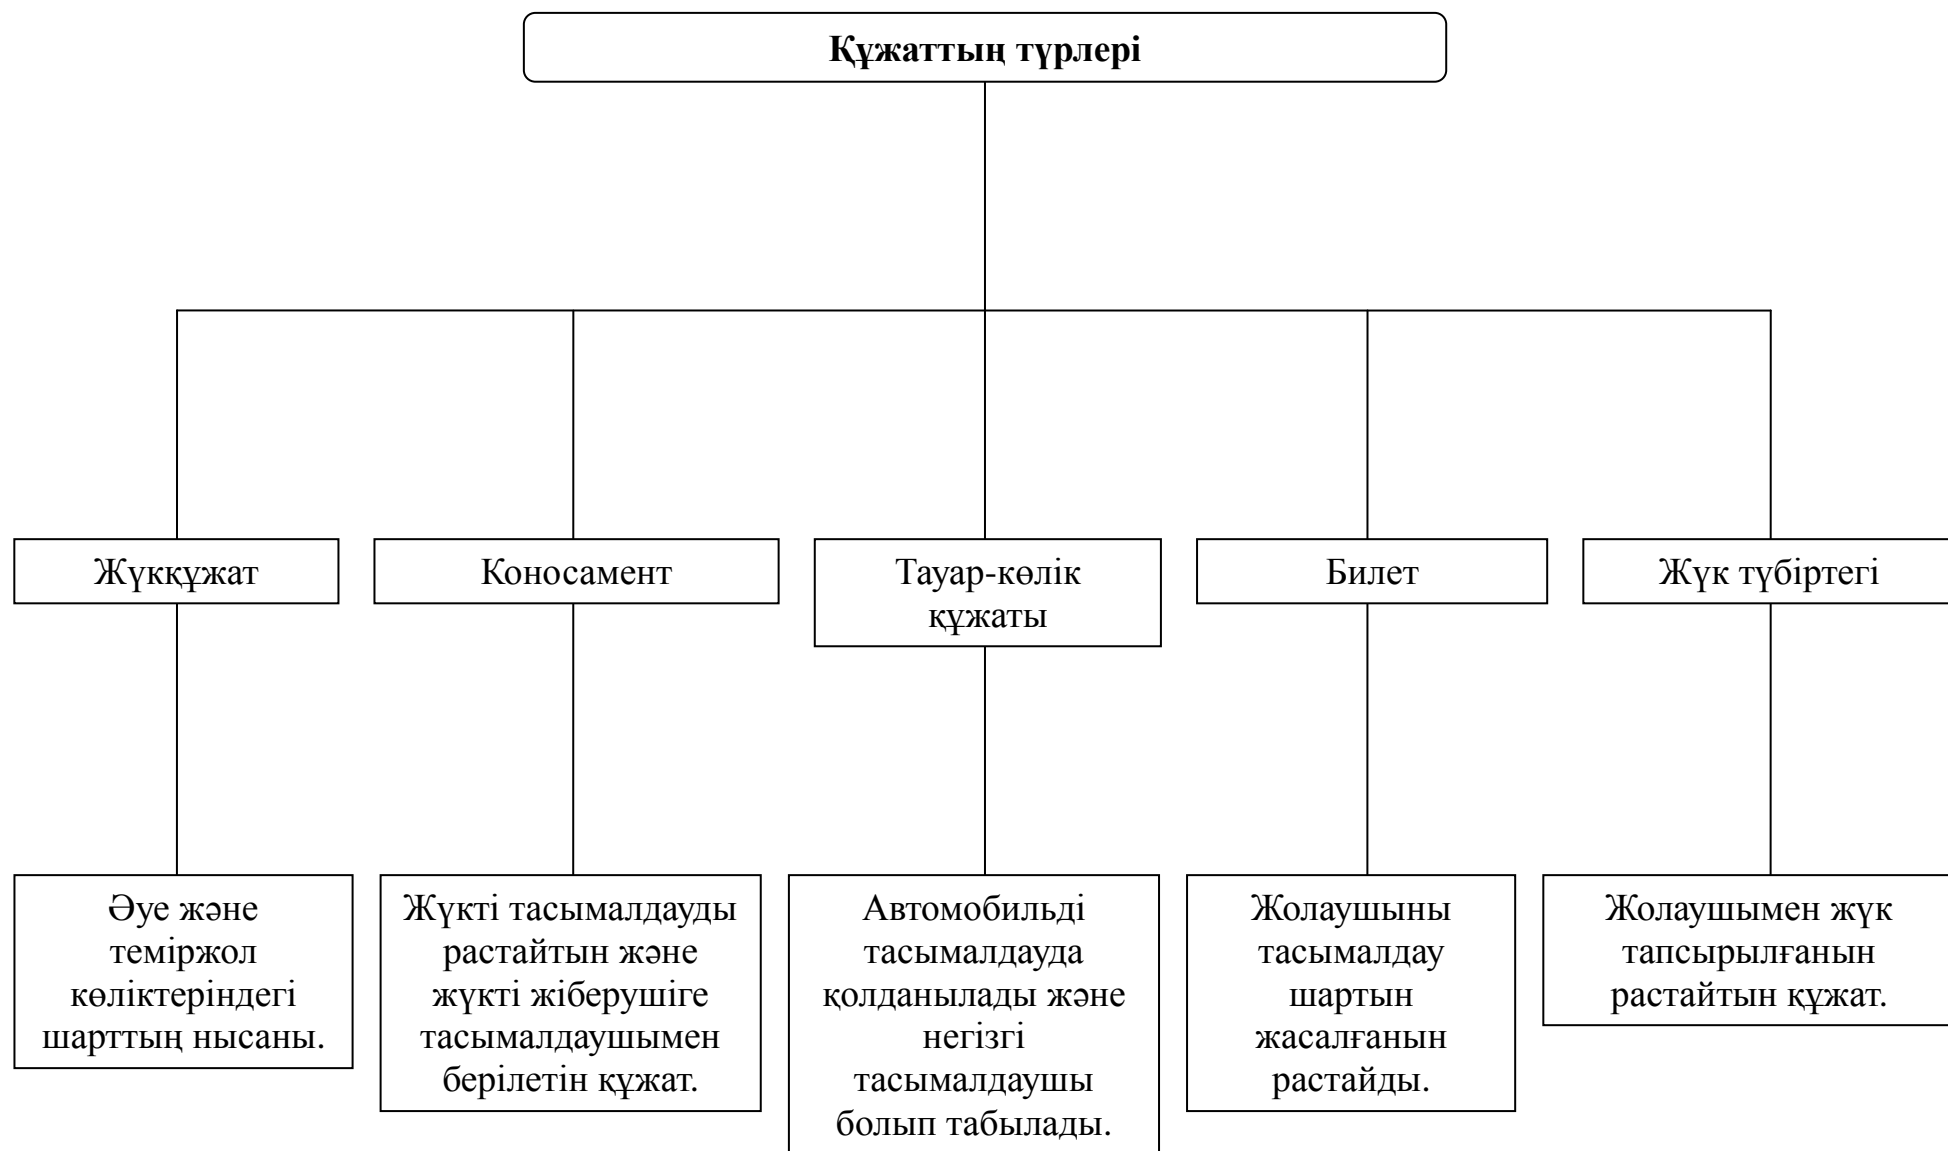 Құжаттың түрлері
Жүкқұжат
Коносамент
Тауар-көлік
құжаты
Билет
Жүк түбіртегі
Әуе және
теміржол
көліктеріндегі
шарттың нысаны.
Жүкті тасымалдауды
растайтын және
жүкті жіберушіге
тасымалдаушымен
берілетін құжат.
Автомобильді
тасымалдауда
қолданылады және
негізгі
тасымалдаушы
болып табылады.
Жолаушыны
тасымалдау
шартын
жасалғанын
растайды.
Жолаушымен жүк
тапсырылғанын
растайтын құжат.